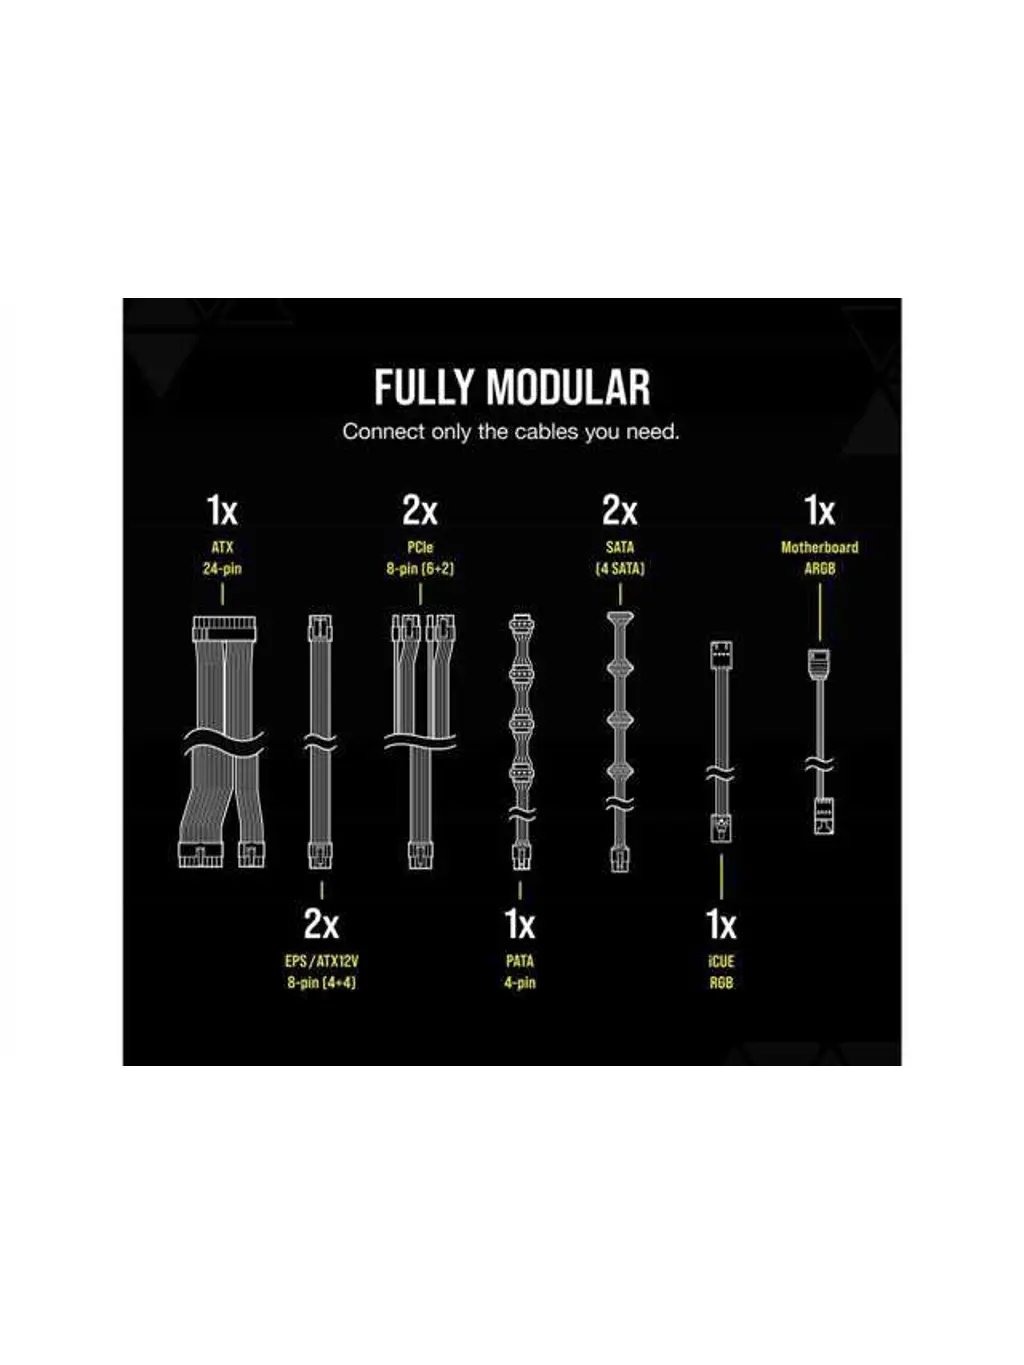 FULLY MODULAR
Connect only the cables you need.
1x
ATX
24-pin
2x
PCIe
8-pin (6+2)
2x
SATA
(4 SATA)
1x
Motherboard
ARGB
2x
EPS/ATX12V
8-pin (4+4)
1x
PATA
4-pin
1x
iCUE
RGB